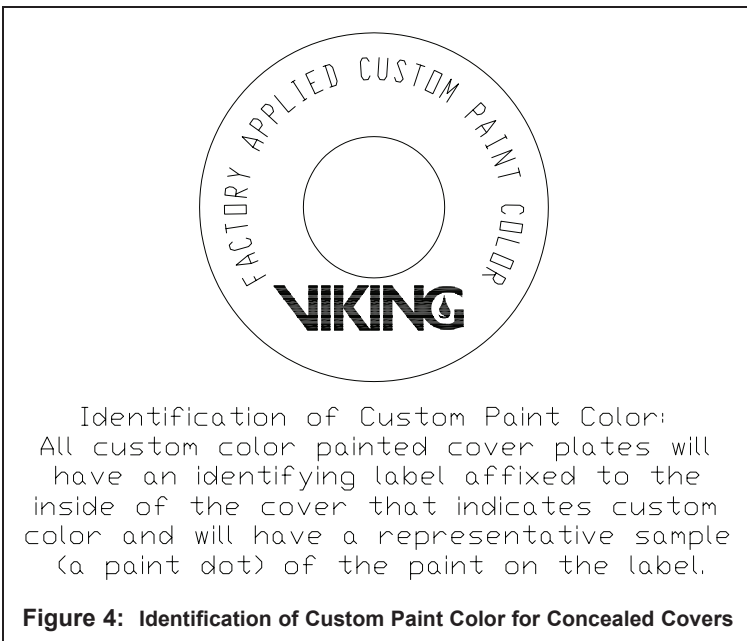 FACTORY APPLIED CUSTOM PAINT COLOR
VIKING
Identification of Custom Paint Color:
All custom color painted cover plates will
have an identifying label affixed to the
inside of the cover that indicates custom
color and will have a representative sample
(a paint dot) of the paint on the label.
Figure 4: Identification of Custom Paint Color for Concealed Covers